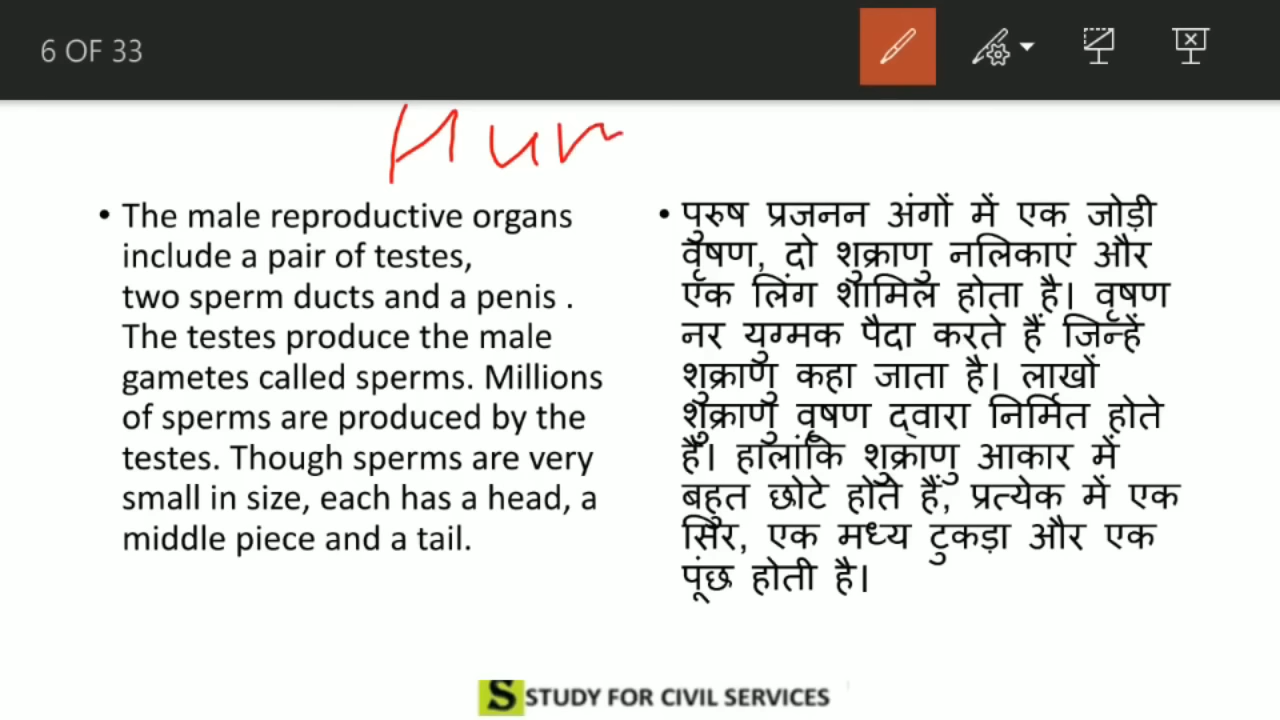 6 OF 33
Hum
• The male reproductive organs
include a pair of testes,
two sperm ducts and a penis .
The testes produce the male
gametes called sperms. Millions
of sperms are produced by the
testes. Though sperms are very
small in size, each has a head, a
middle piece and a tail.
• पुरुष प्रजनन अंगों में एक जोड़ी
वृषण, दो शुक्राणु नलिकाएं और
एक लिंग शामिल होता है। वृषण
नर युग्मक पैदा करते हैं जिन्हें
शुक्राणु कहा जाता है। लाखों
शुक्राणु वृषण द्वारा निर्मित होते
हैं। हालांकि शुक्राणु आकार में
बहुत छोटे होते हैं, प्रत्येक में एक
सिर, एक मध्य टुकड़ा और एक
पूंछ होती है।
S STUDY FOR CIVIL SERVICES